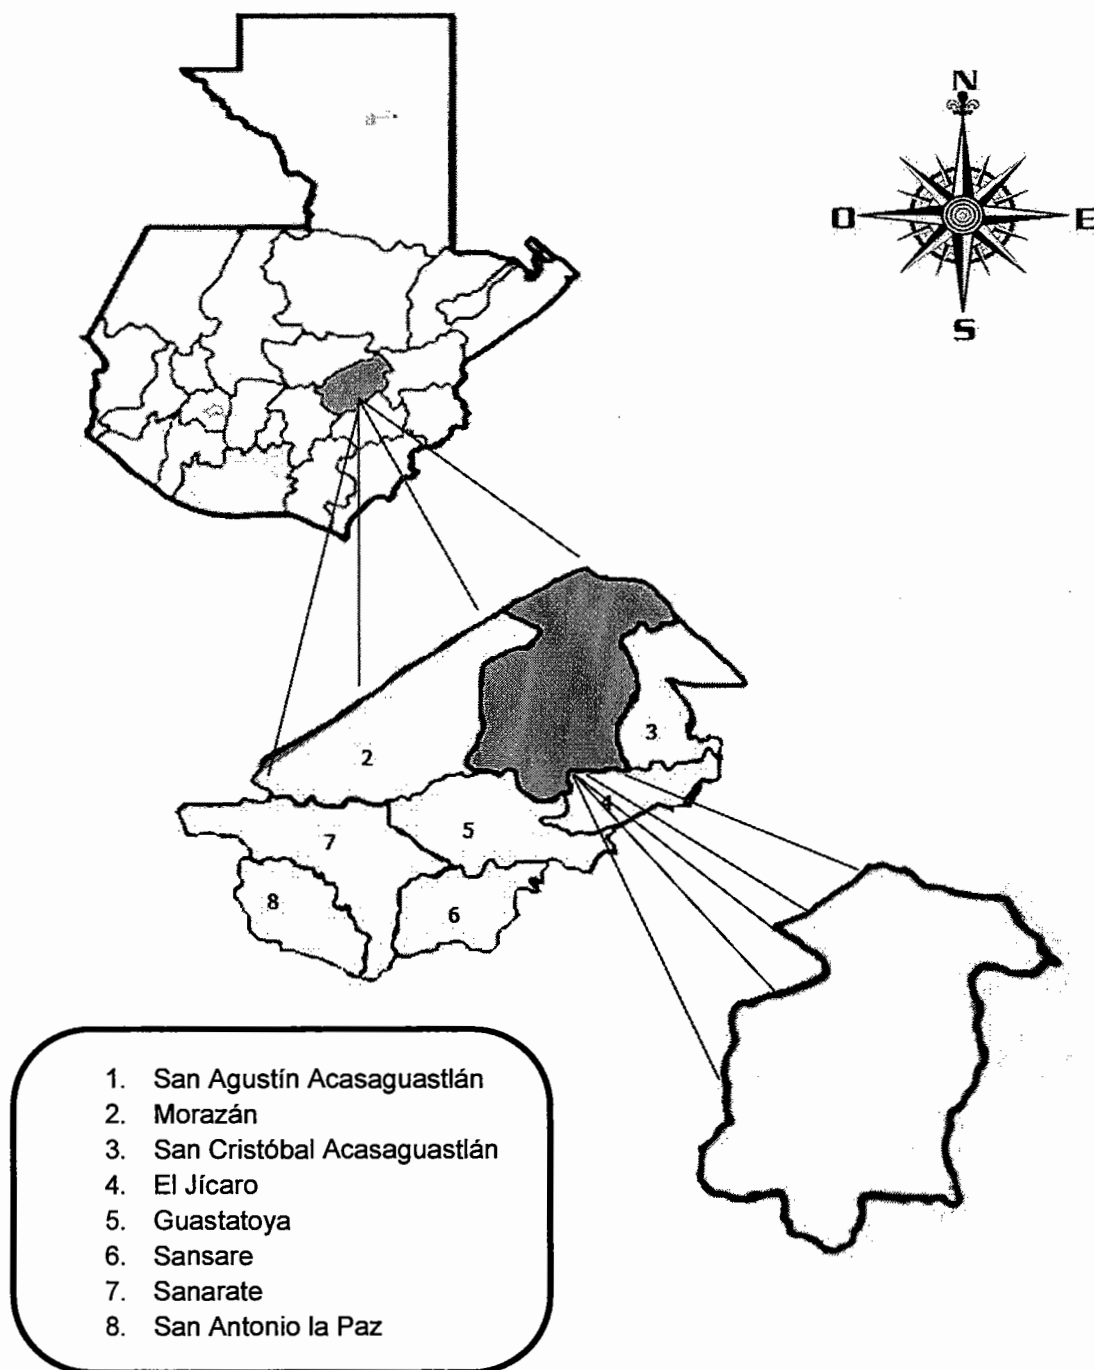 N
O E
S
2
3
4
5
7
8
6
1. San Agustín Acasaguastlán
2. Morazán
3. San Cristóbal Acasaguastlán
4. El Jícaro
5. Guastatoya
6. Sansare
7. Sanarate
8. San Antonio la Paz